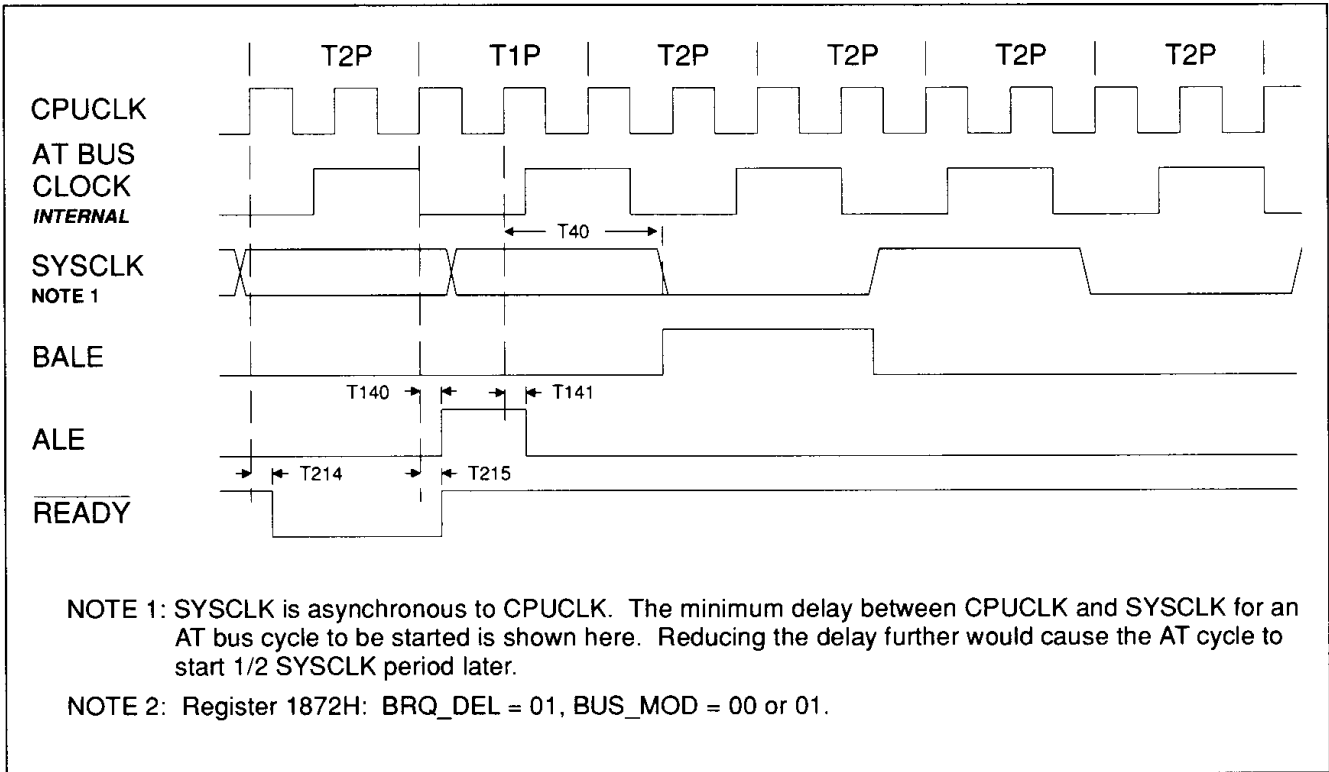 T2P T1P T2P T2P T2P T2P
CPUCLK
AT BUS
CLOCK
INTERNAL
T40
SYSCLK
NOTE 1
BALE
T140 T141
ALE
T214 T215
READY
NOTE 1: SYSCLK is asynchronous to CPUCLK. The minimum delay between CPUCLK and SYSCLK for an
AT bus cycle to be started is shown here. Reducing the delay further would cause the AT cycle to
start 1/2 SYSCLK period later.
NOTE 2: Register 1872H: BRQ_DEL = 01, BUS_MOD = 00 or 01.